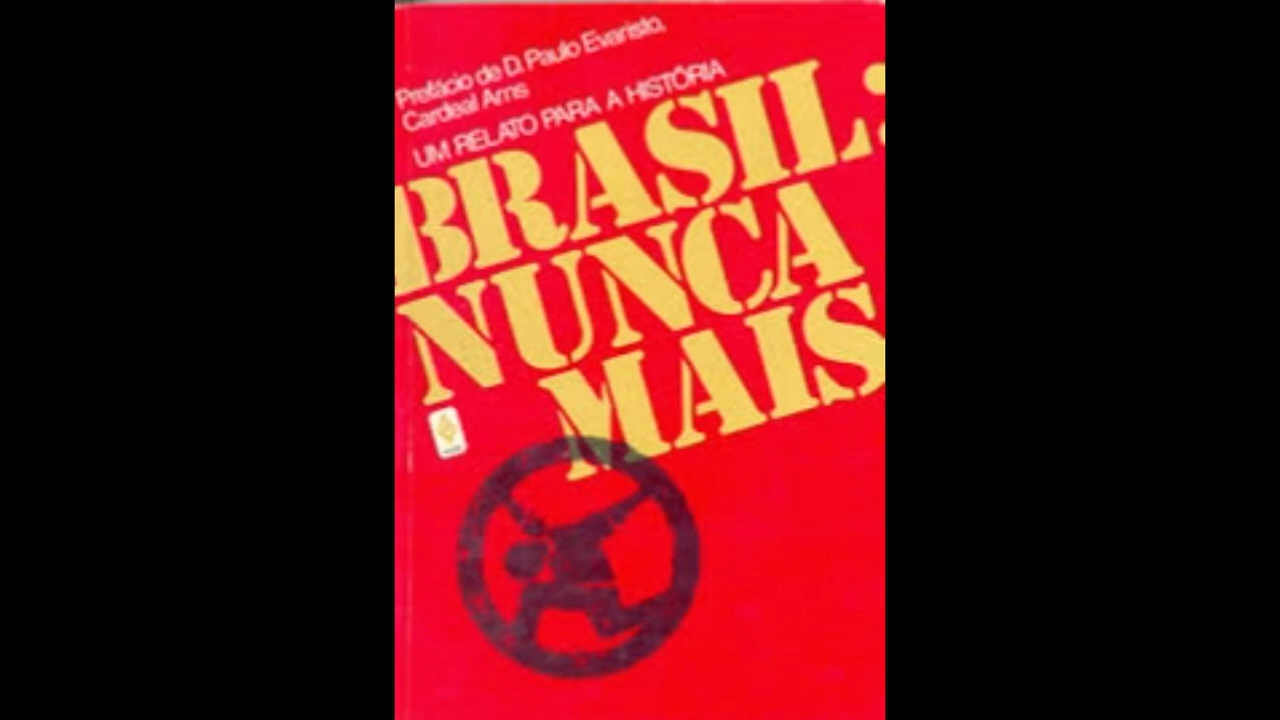 Prefácio de D. Paulo Evaristo,
Cardeal Arns
UM RELATO PARA A HISTÓRIA
BRASIL:
NUNCA
MAIS